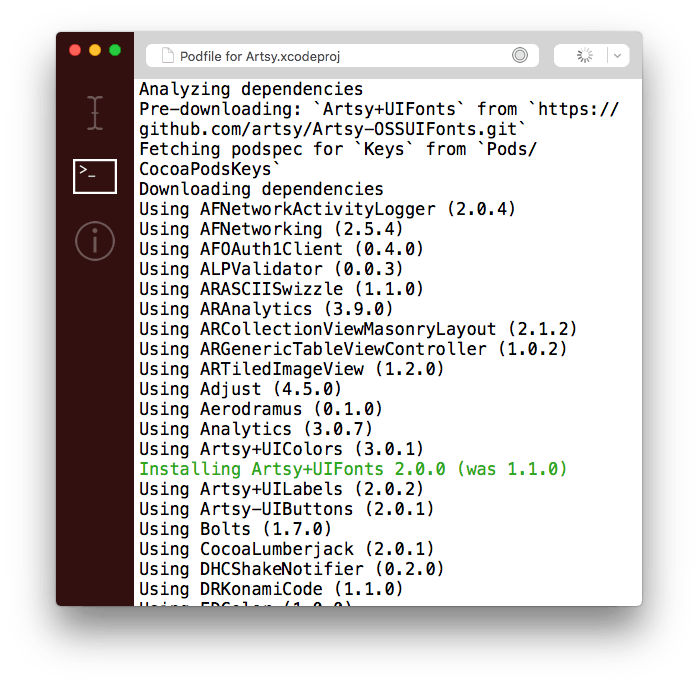 Podfile for Artsy.xcodeproj
>_
Analyzing dependencies
Pre-downloading: `Artsy+UIFonts` from `https://
github.com/artsy/Artsy-OSSUIFonts.git`
Fetching podspec for `Keys` from `Pods/
CocoaPodsKeys`
Downloading dependencies
Using AFNetworkActivityLogger (2.0.4)
Using AFNetworking (2.5.4)
Using AFOAuth1Client (0.4.0)
Using ALPValidator (0.0.3)
Using ARASCIISwizzle (1.1.0)
Using ARAnalytics (3.9.0)
Using ARCollectionViewMasonryLayout (2.1.2)
Using ARGenericTableViewController (1.0.2)
Using ARTiledImageView (1.2.0)
Using Adjust (4.5.0)
Using Aerodramus (0.1.0)
Using Analytics (3.0.7)
Using Artsy+UIColors (3.0.1)
Installing Artsy+UIFonts 2.0.0 (was 1.1.0)
Using Artsy+UILabels (2.0.2)
Using Artsy-UIButtons (2.0.1)
Using Bolts (1.7.0)
Using CocoaLumberjack (2.0.1)
Using DHCShakeNotifier (0.2.0)
Using DRKonamiCode (1.1.0)